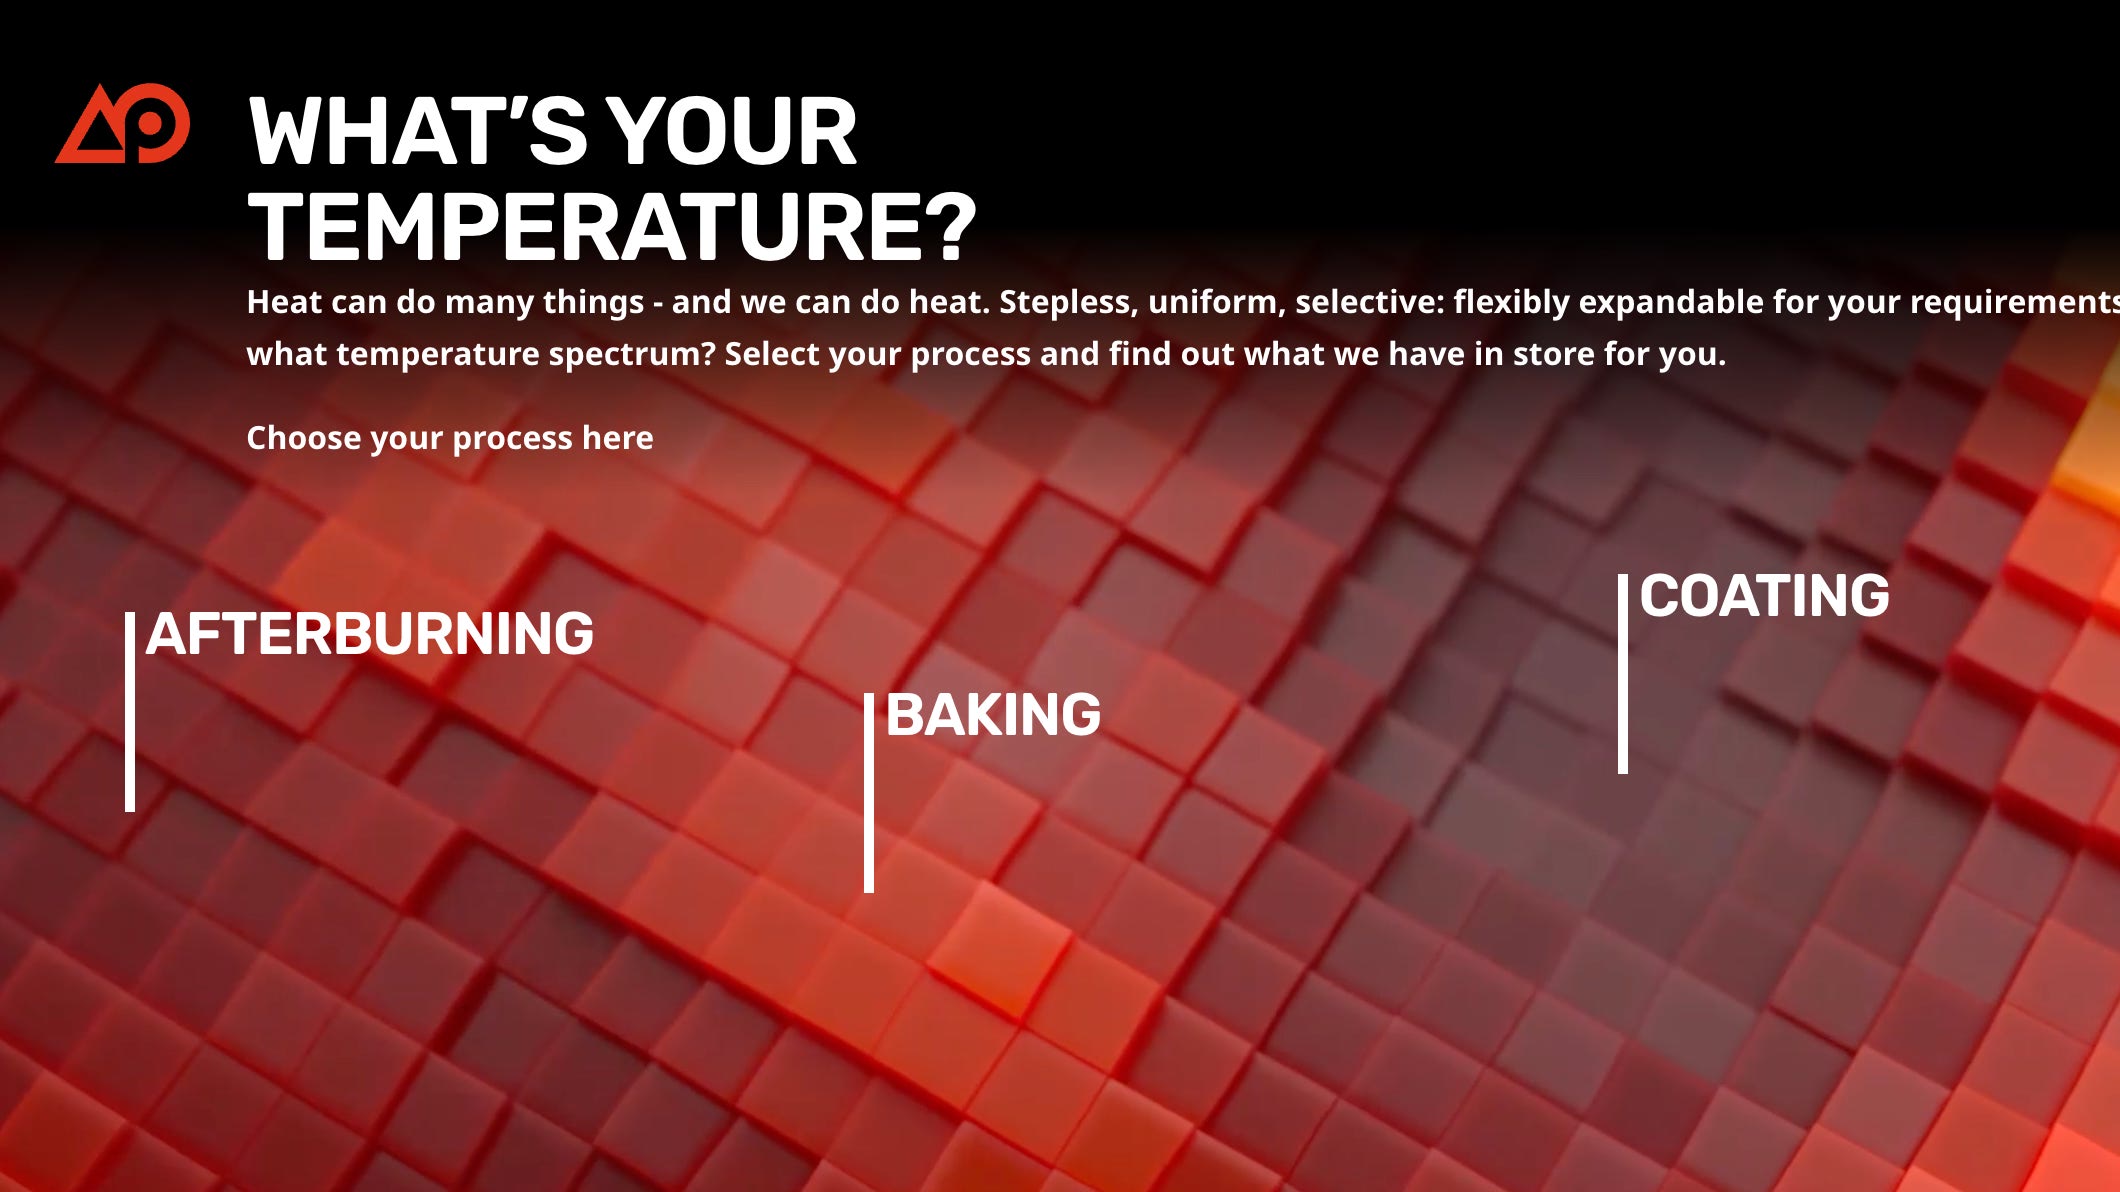 WHAT’S YOUR
TEMPERATURE?
Heat can do many things - and we can do heat. Stepless, uniform, selective: flexibly expandable for your requirements
what temperature spectrum? Select your process and find out what we have in store for you.
Choose your process here
COATING
AFTERBURNING
BAKING